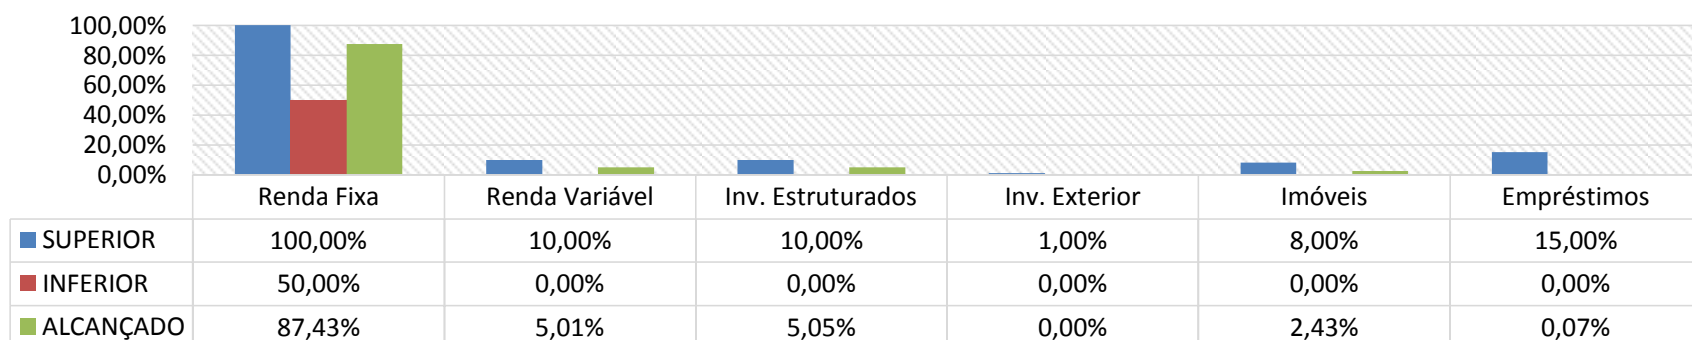 100,00%
80,00%
60,00%
40,00%
20,00%
0,00%
Renda Fixa Renda Variável Inv. Estruturados Inv. Exterior Imóveis Empréstimos
SUPERIOR 100,00% 10,00% 10,00% 1,00% 8,00% 15,00%
INFERIOR 50,00% 0,00% 0,00% 0,00% 0,00% 0,00%
ALCANÇADO 87,43% 5,01% 5,05% 0,00% 2,43% 0,07%